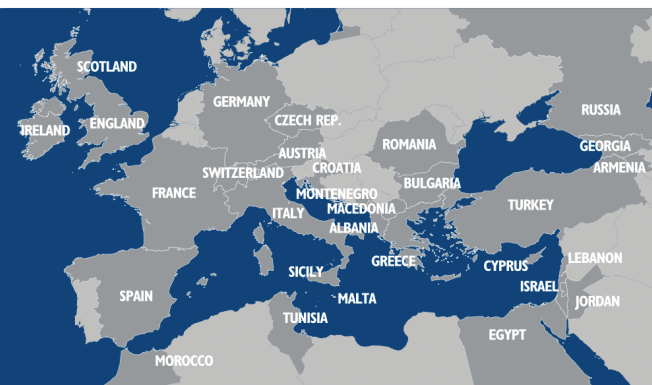 SCOTLAND
GERMANY
RUSSIA
CZECH REP.
IRELAND
ENGLAND
ROMANIA
GEORGIA
AUSTRIA
CROATIA
ARMENIA
SWITZERLAND
BULGARIA
FRANCE
MONTENEGRO
MACEDONIA
TURKEY
ITALY
ALBANIA
GREECE
CYPRUS
LEBANON
SICILY
ISRAEL
SPAIN
MALTA
JORDAN
TUNISIA
EGYPT
MOROCCO